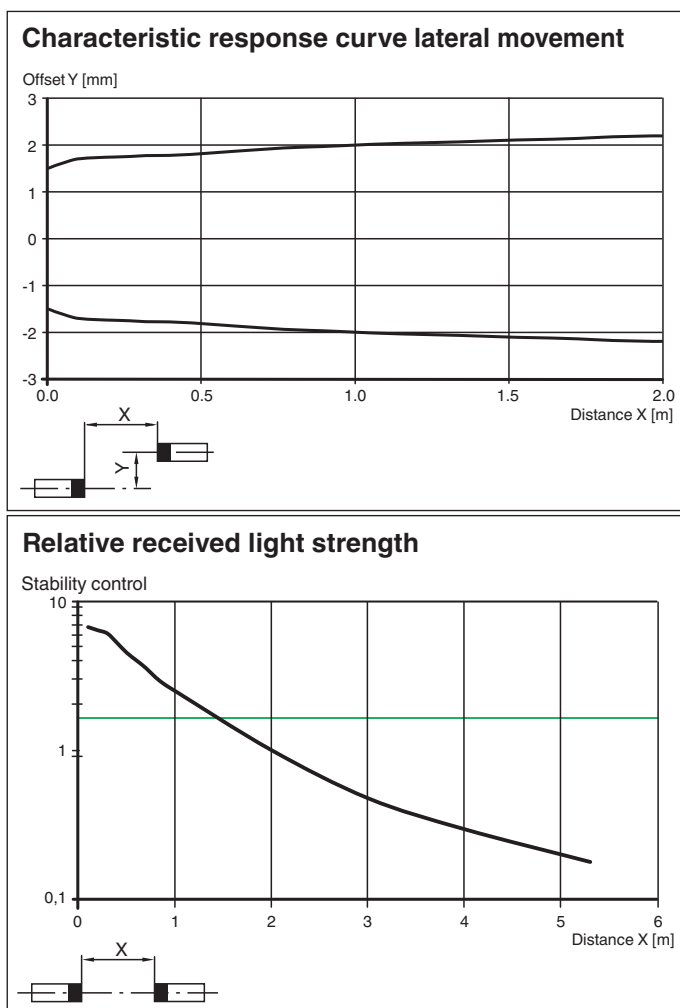 Characteristic response curve lateral movement
Offset Y [mm]
3
2
1
0
-1
-2
-3
0.0 0.5 1.0 1.5 2.0
Distance X [m]
X
Y
Relative received light strength
Stability control
10
1
0,1
0 1 2 3 4 5 6
Distance X [m]
X